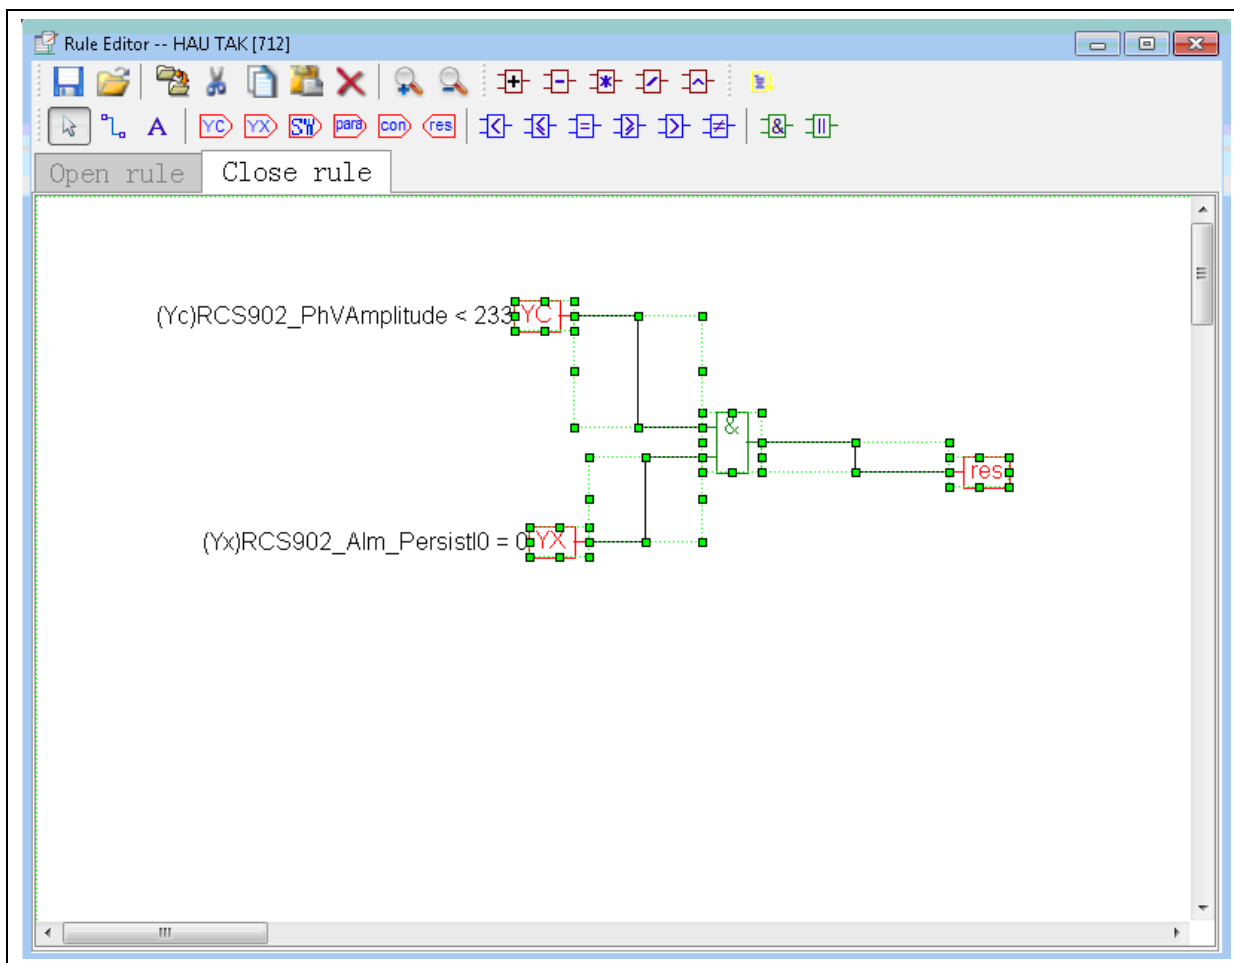 Rule Editor -- HAU TAK [712]
A YC YX SW para con res & ||
Open rule Close rule
(Yc)RCS902_PhVAmplitude < 233 YC
&
res
(Yx)RCS902_Alm_PersistI0 = 0 YX